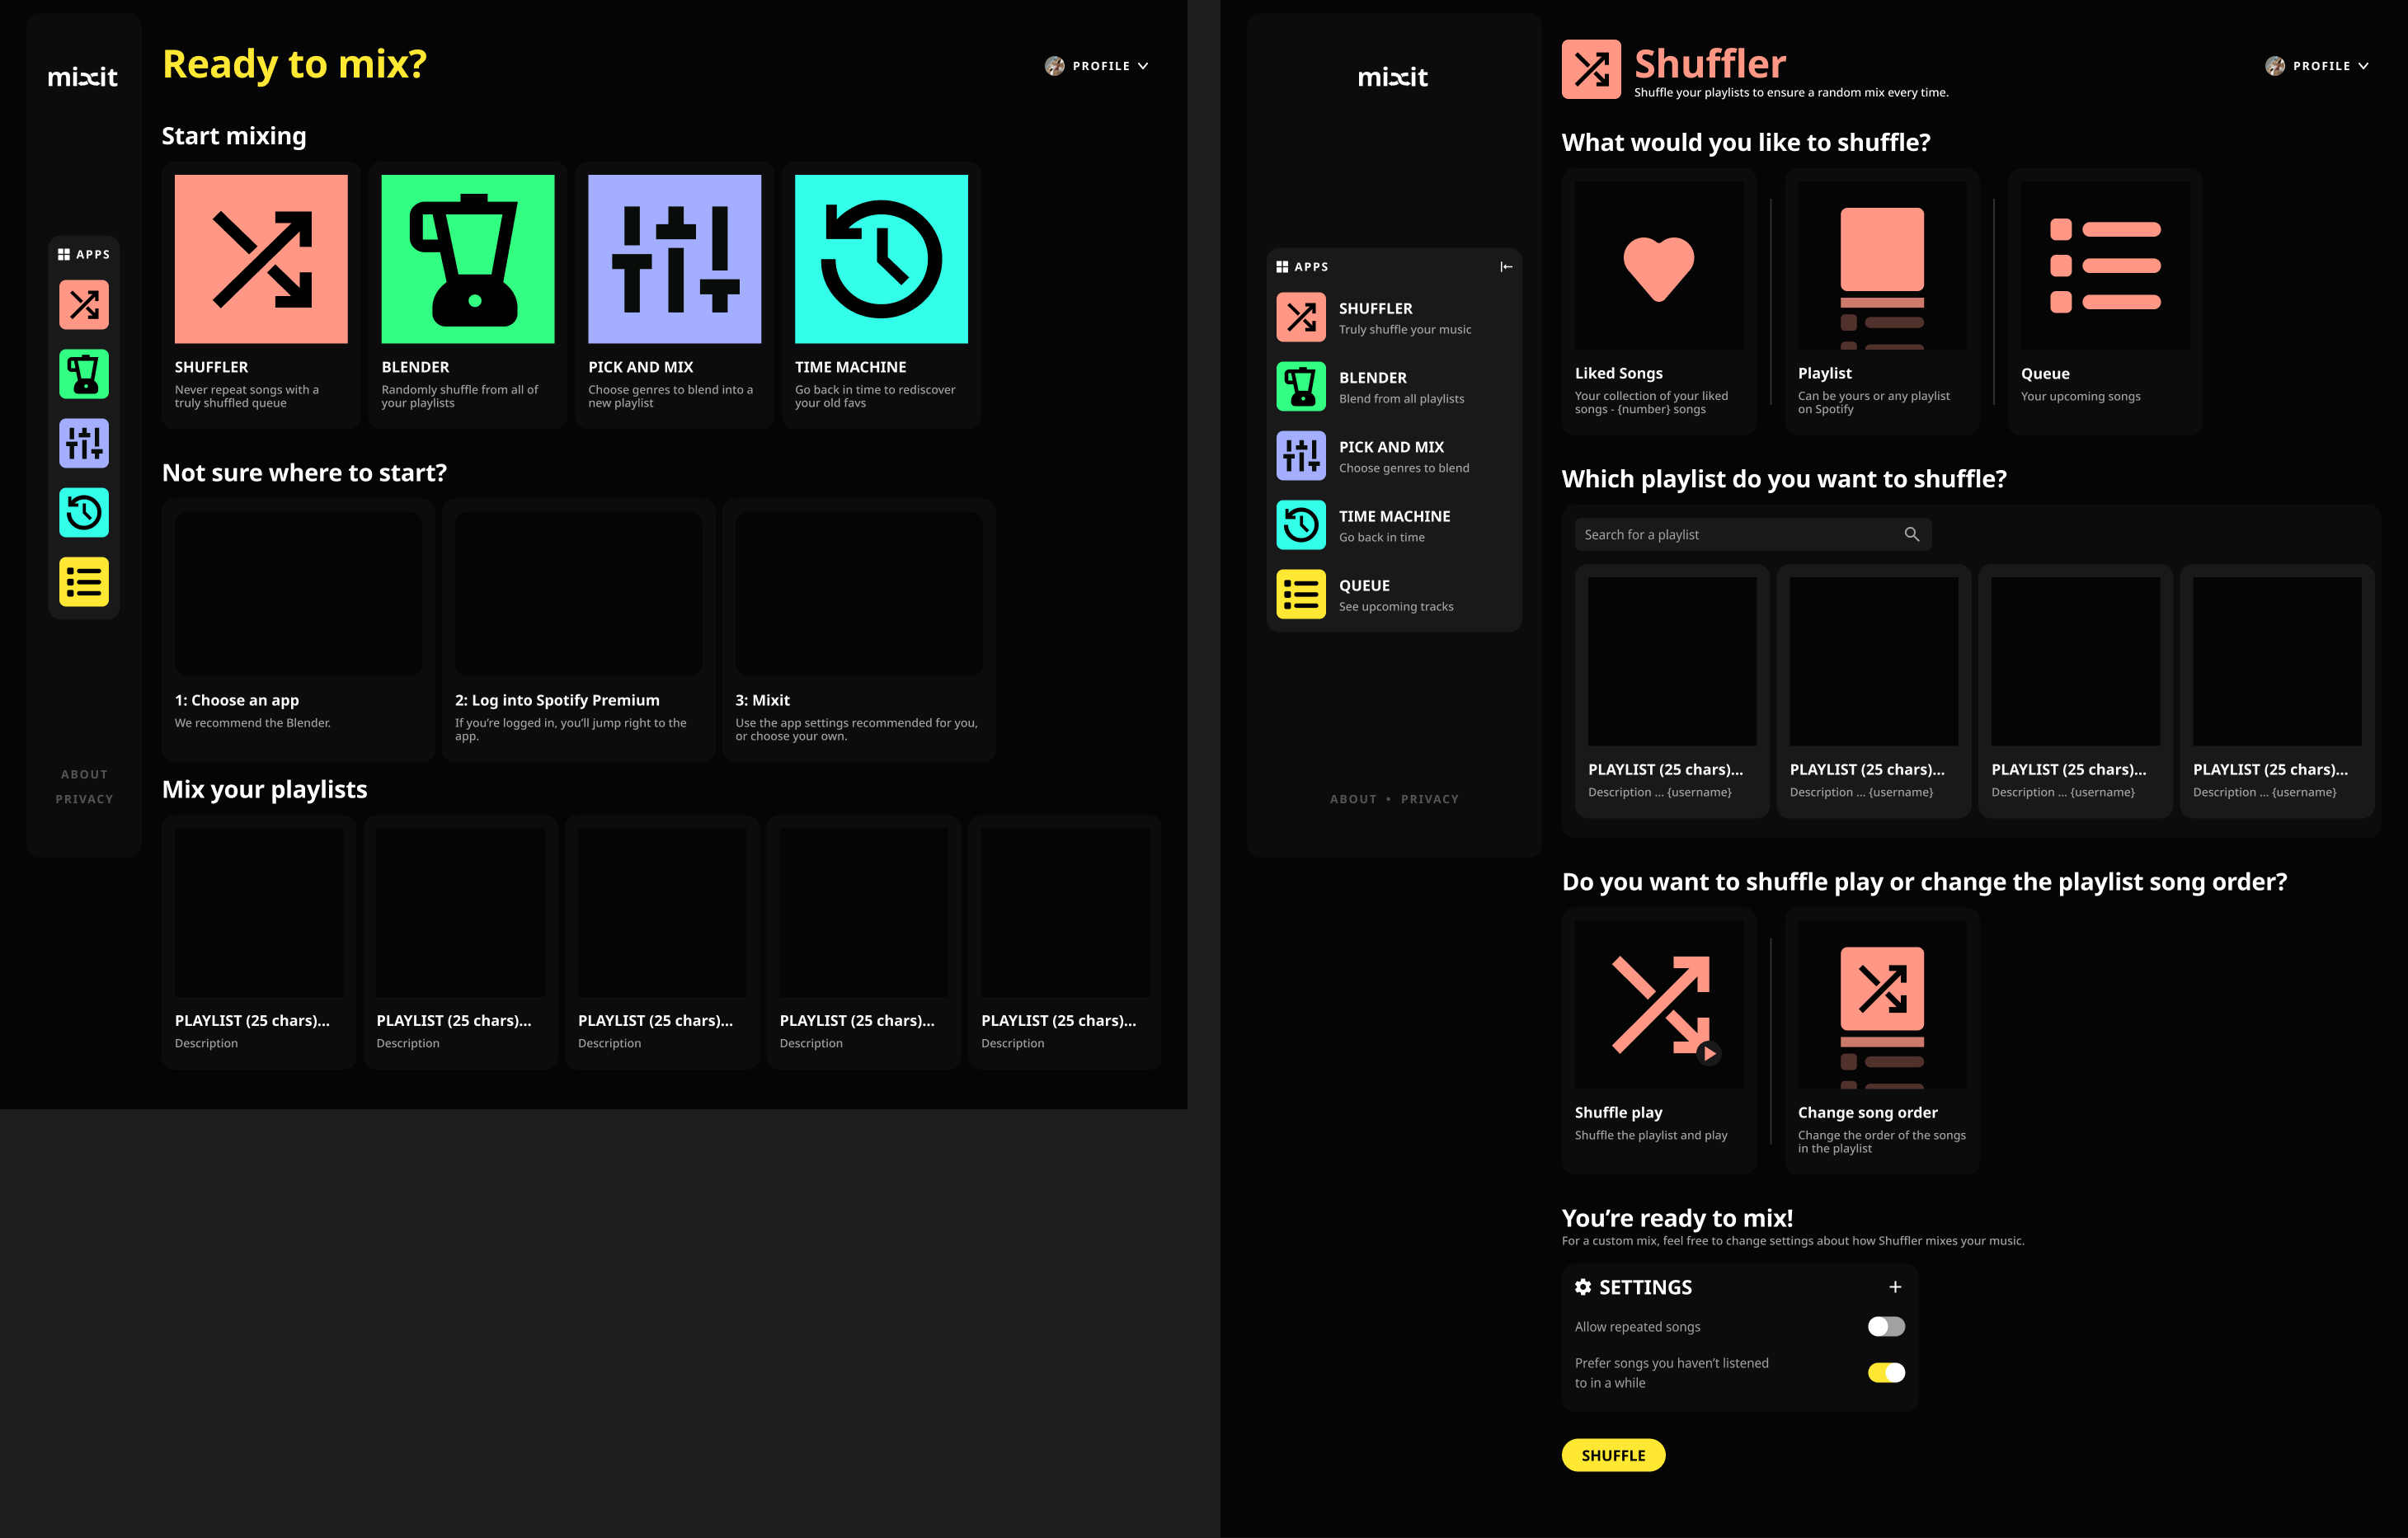 mixit
Ready to mix?
PROFILE
Start mixing
APPS
SHUFFLER
Never repeat songs with a
truly shuffled queue
BLENDER
Randomly shuffle from all of
your playlists
PICK AND MIX
Choose genres to blend into a
new playlist
TIME MACHINE
Go back in time to rediscover
your old favs
Not sure where to start?
1: Choose an app
We recommend the Blender.
2: Log into Spotify Premium
If you’re logged in, you’ll jump right to the
app.
3: Mixit
Use the app settings recommended for you,
or choose your own.
ABOUT
PRIVACY
Mix your playlists
PLAYLIST (25 chars)...
Description
PLAYLIST (25 chars)...
Description
PLAYLIST (25 chars)...
Description
PLAYLIST (25 chars)...
Description
PLAYLIST (25 chars)...
Description
mixit
APPS
SHUFFLER
Truly shuffle your music
BLENDER
Blend from all playlists
PICK AND MIX
Choose genres to blend
TIME MACHINE
Go back in time
QUEUE
See upcoming tracks
ABOUT • PRIVACY
Shuffler
Shuffle your playlists to ensure a random mix every time.
PROFILE
What would you like to shuffle?
Liked Songs
Your collection of your liked
songs - {number} songs
Playlist
Can be yours or any playlist
on Spotify
Queue
Your upcoming songs
Which playlist do you want to shuffle?
Search for a playlist
PLAYLIST (25 chars)...
Description ... {username}
PLAYLIST (25 chars)...
Description ... {username}
PLAYLIST (25 chars)...
Description ... {username}
PLAYLIST (25 chars)...
Description ... {username}
Do you want to shuffle play or change the playlist song order?
Shuffle play
Shuffle the playlist and play
Change song order
Change the order of the songs
in the playlist
You’re ready to mix!
For a custom mix, feel free to change settings about how Shuffler mixes your music.
SETTINGS
Allow repeated songs
Prefer songs you haven’t listened
to in a while
SHUFFLE